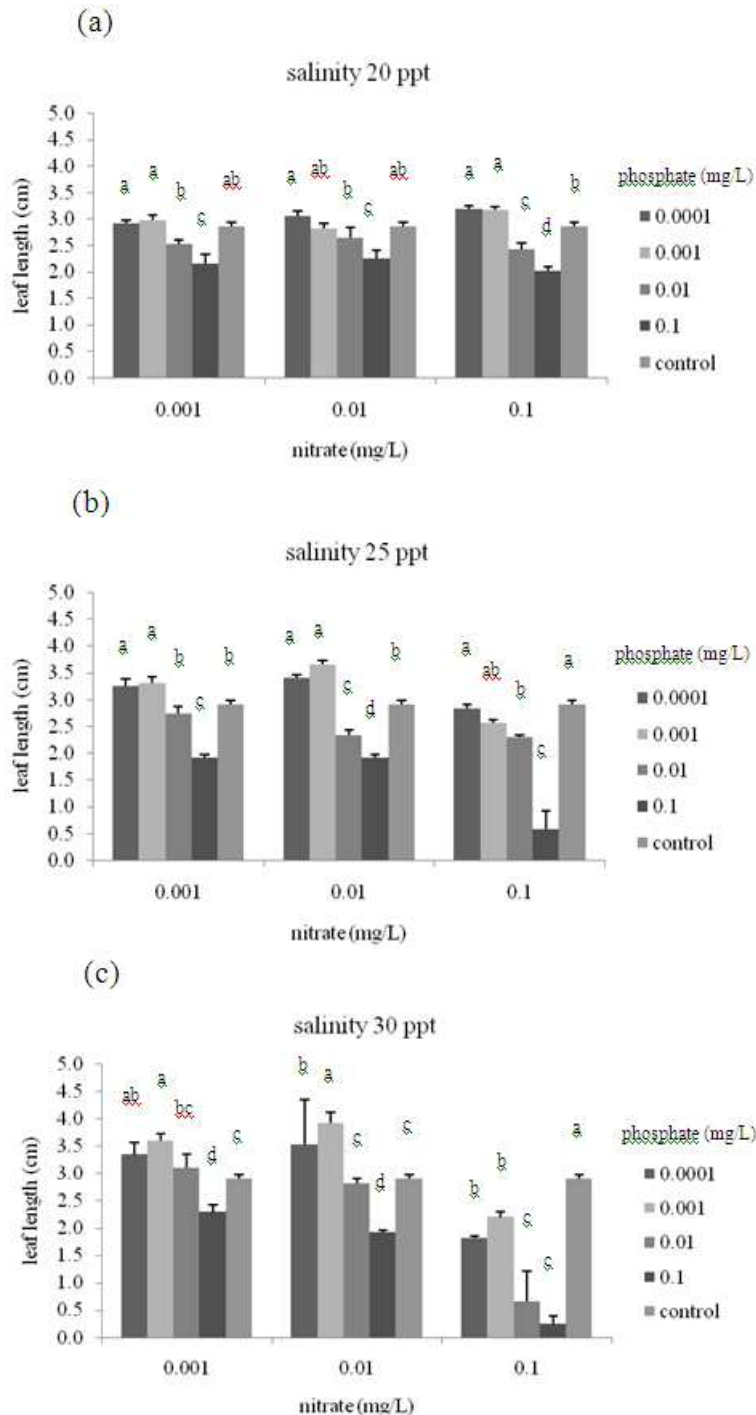 (a)
salinity 20 ppt
5.0
4.5
4.0
3.5
3.0
2.5
2.0
1.5
1.0
0.5
0.0
leaf length (cm)
a a b c ab
a ab b c ab
a a c d b
0.001 0.01 0.1
nitrate (mg/L)
phosphate (mg/L)
0.0001
0.001
0.01
0.1
control
(b)
salinity 25 ppt
5.0
4.5
4.0
3.5
3.0
2.5
2.0
1.5
1.0
0.5
0.0
leaf length (cm)
a a b c b
a a c d b
a ab b c a
0.001 0.01 0.1
nitrate (mg/L)
phosphate (mg/L)
0.0001
0.001
0.01
0.1
control
(c)
salinity 30 ppt
5.0
4.5
4.0
3.5
3.0
2.5
2.0
1.5
1.0
0.5
0.0
leaf length (cm)
ab a bc d c
b a c d c
b b c c a
0.001 0.01 0.1
nitrate (mg/L)
phosphate (mg/L)
0.0001
0.001
0.01
0.1
control